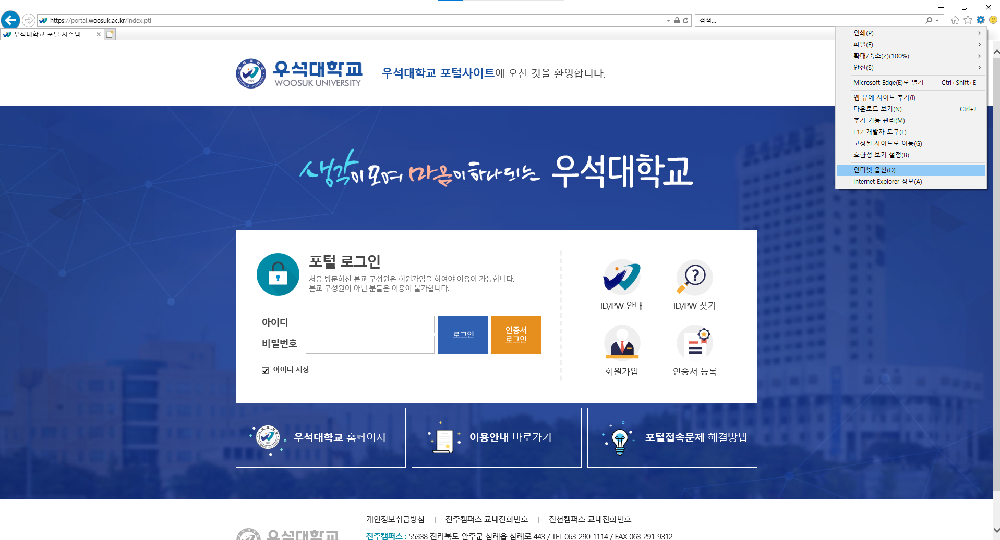 https://portal.woosuk.ac.kr/index.ptl
검색...
우석대학교 포털 시스템
인쇄(P)
파일(F)
확대/축소(Z)(100%)
안전(S)
Microsoft Edge(E)로 열기 Ctrl+Shift+E
앱 뷰에 사이트 추가(I)
다운로드 보기(N) Ctrl+J
추가 기능 관리(M)
F12 개발자 도구(L)
고정된 사이트로 이동(G)
호환성 보기 설정(B)
인터넷 옵션(O)
Internet Explorer 정보(A)
우석대학교
WOOSUK UNIVERSITY
우석대학교 포털사이트에 오신 것을 환영합니다.
생각이모여 마음이하나되는 우석대학교
포털 로그인
처음 방문하신 본교 구성원은 회원가입을 하여야 이용이 가능합니다.
본교 구성원이 아닌 분들은 이용이 불가합니다.
아이디
비밀번호
로그인
인증서
로그인
아이디 저장
ID/PW 안내
ID/PW 찾기
회원가입
인증서 등록
우석대학교 홈페이지
이용안내 바로가기
포털접속문제 해결방법
개인정보취급방침
전주캠퍼스 교내전화번호
진천캠퍼스 교내전화번호
우석대학교
전주캠퍼스 : 55338 전라북도 완주군 삼례읍 삼례로 443 / TEL 063-290-1114 / FAX 063-291-9312